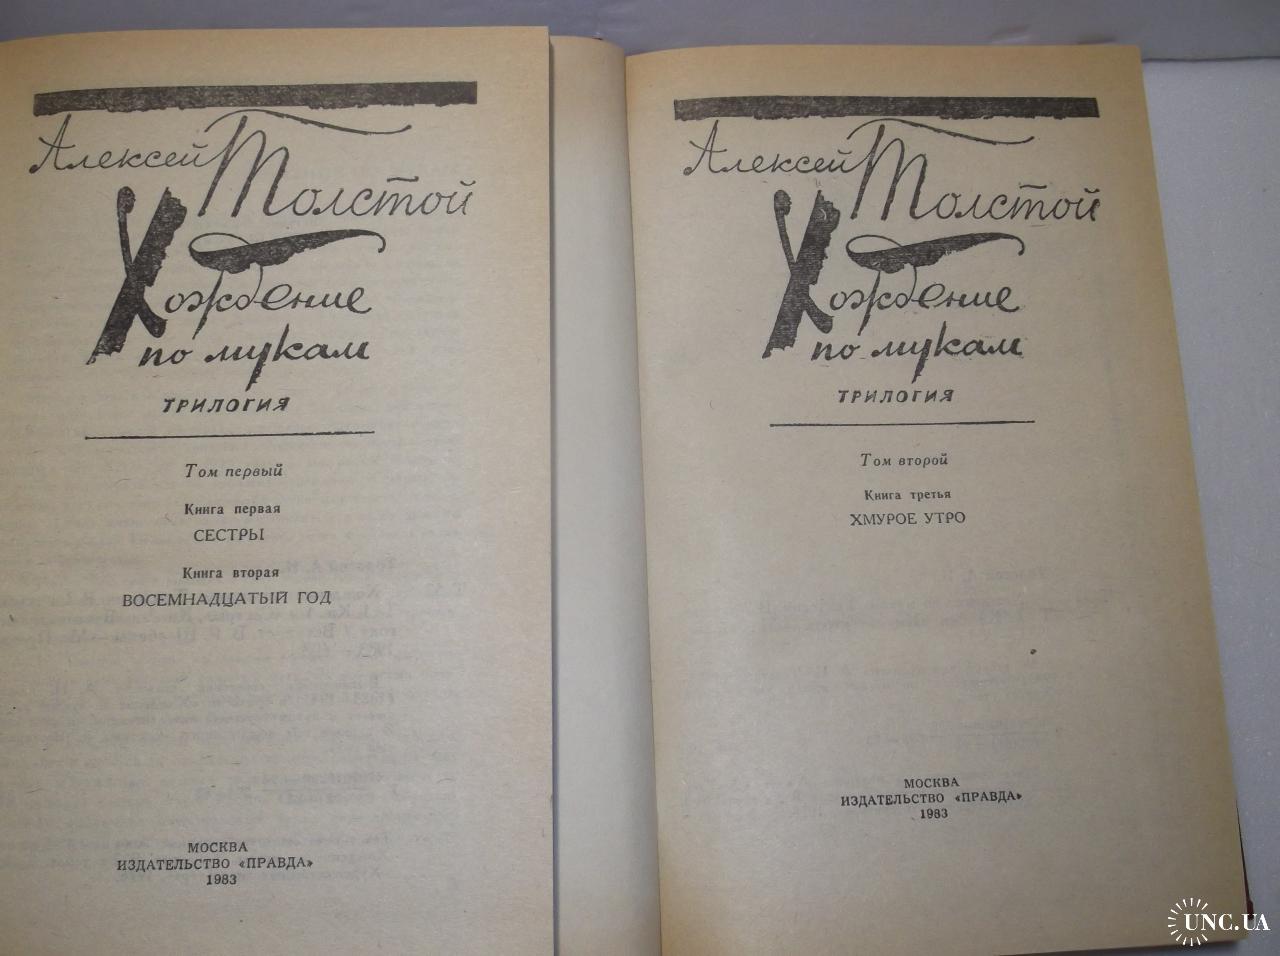 Алексей
Толстой
Хождение
по мукам
ТРИЛОГИЯ
Том первый
Книга первая
СЕСТРЫ
Книга вторая
ВОСЕМНАДЦАТЫЙ ГОД
МОСКВА
ИЗДАТЕЛЬСТВО «ПРАВДА»
1983
Алексей
Толстой
Хождение
по мукам
ТРИЛОГИЯ
Том второй
Книга третья
ХМУРОЕ УТРО
МОСКВА
ИЗДАТЕЛЬСТВО «ПРАВДА»
1983
UNC.UA